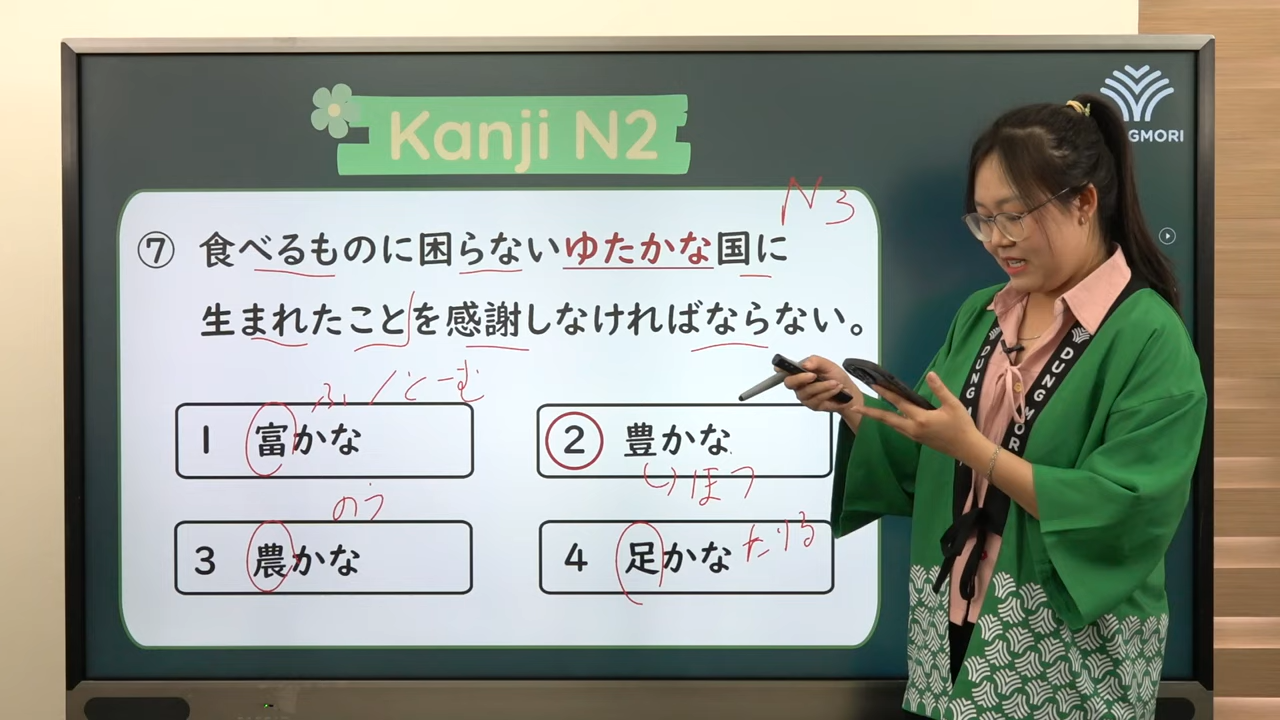 Kanji N2
GMORI
N3
⑦ 食べるものに困らないゆたかな国に
生まれたことを感謝しなければならない。
ふ/と-む
1 富かな
② 豊かな
ほう
のう
3 農かな
4 足かな たりる
DUNG
DUNG MOR